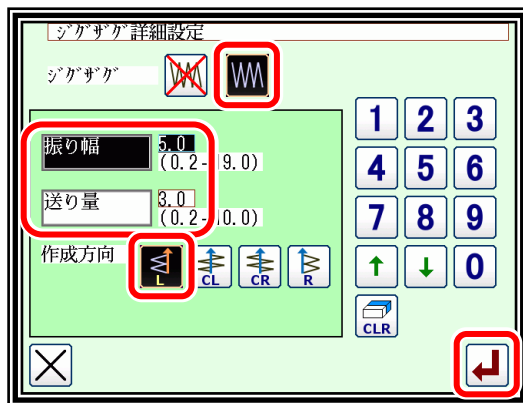 ジグザグ詳細設定
ジグザグ
振り幅 5.0
(0.2-19.0)
送り量 3.0
(0.2-10.0)
作成方向 L CL CR R
1 2 3
4 5 6
7 8 9
↑ ↓ 0
CLR